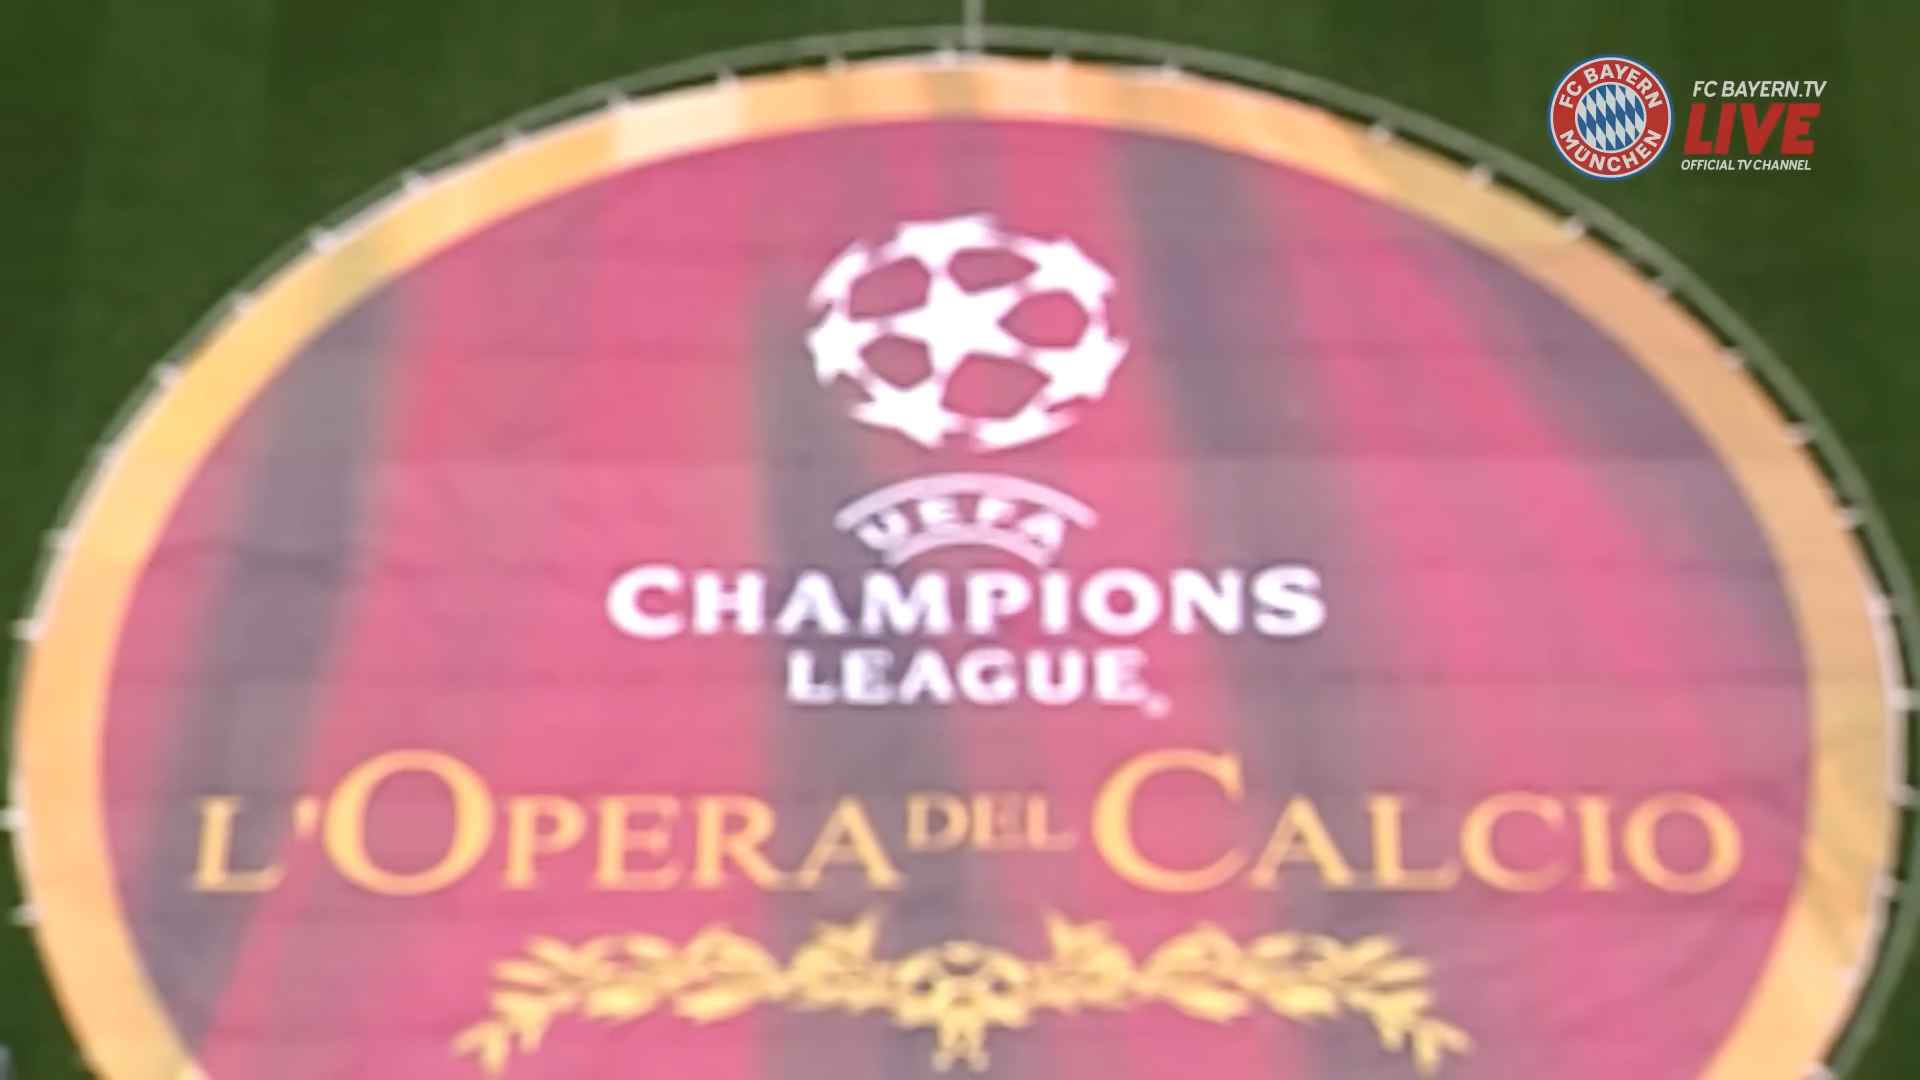 FC BAYERN
MÜNCHEN
FC BAYERN.TV
LIVE
OFFICIAL TV CHANNEL
UEFA
CHAMPIONS
LEAGUE
L'OPERA DEL CALCIO